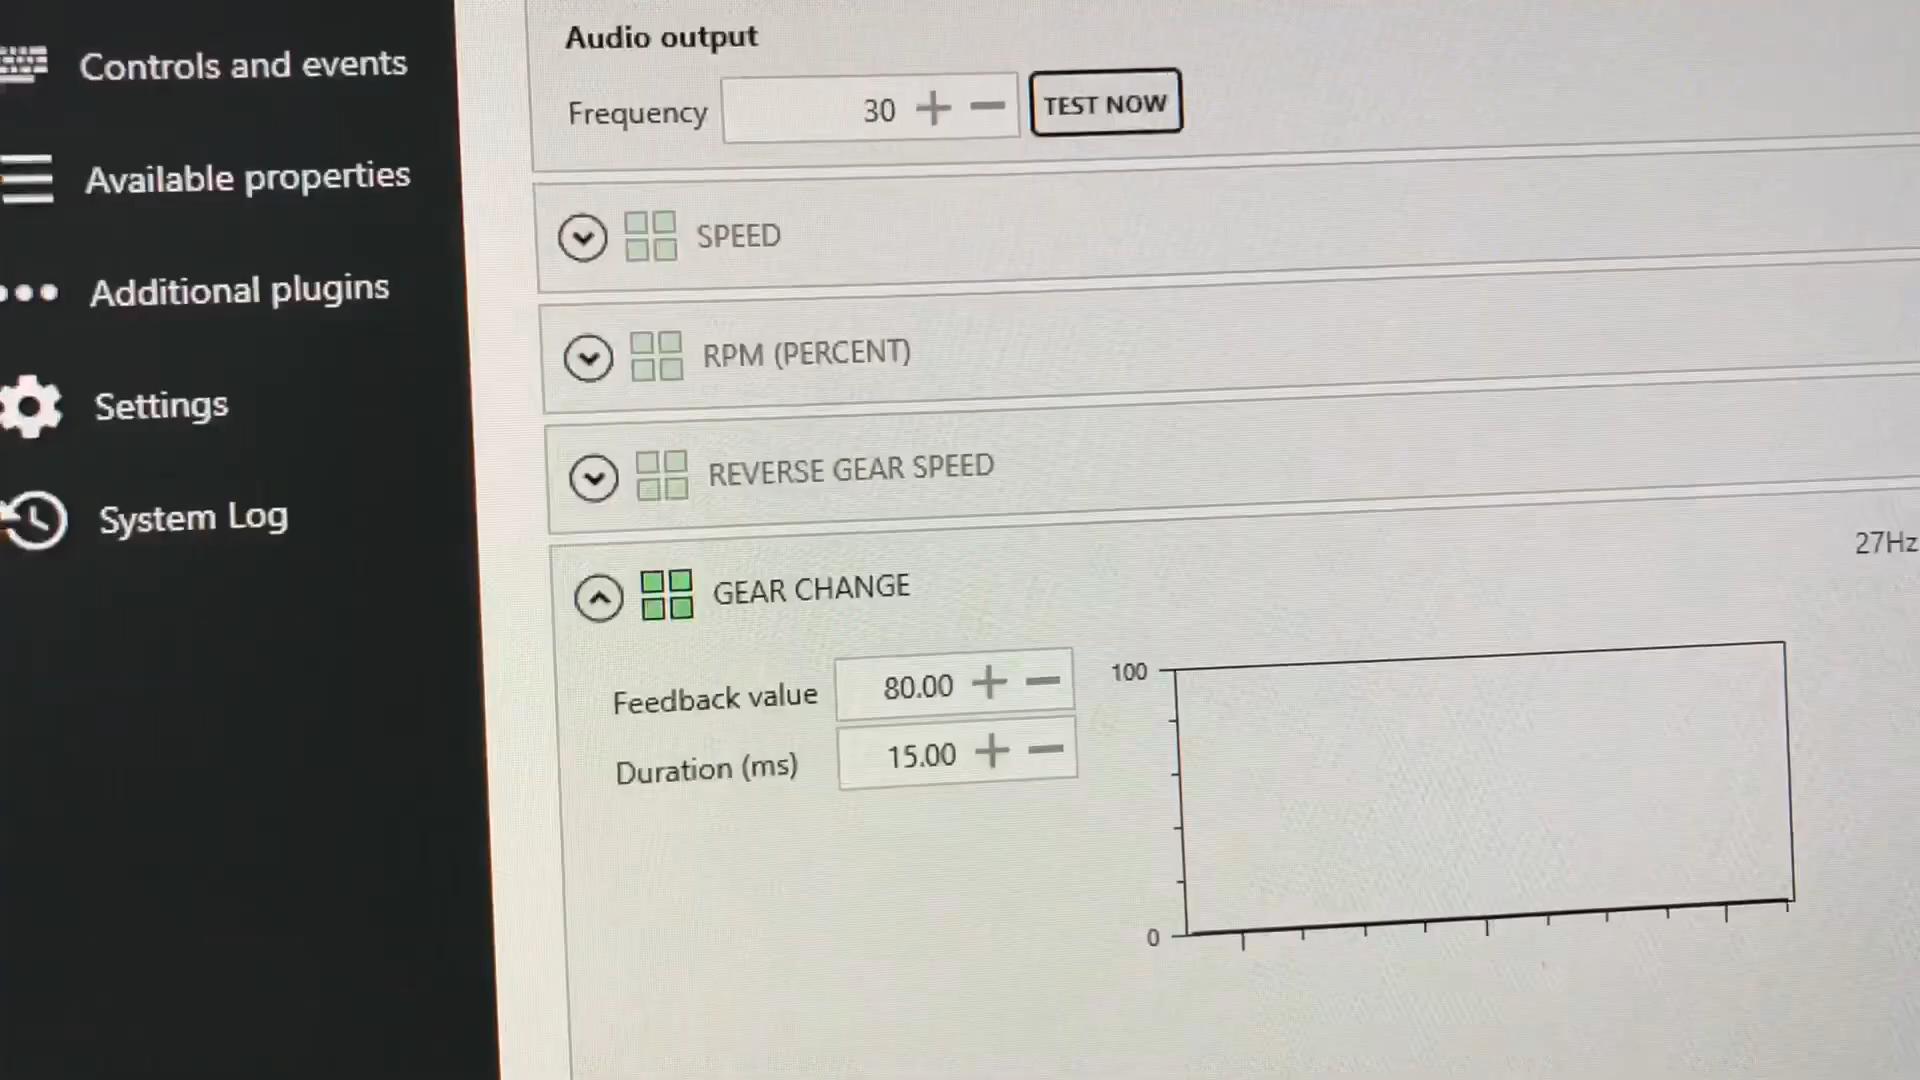 Controls and events
Available properties
Additional plugins
Settings
System Log
Audio output
Frequency 30 TEST NOW
SPEED
RPM (PERCENT)
REVERSE GEAR SPEED
27Hz
GEAR CHANGE
Feedback value 80.00
Duration (ms) 15.00
100
0